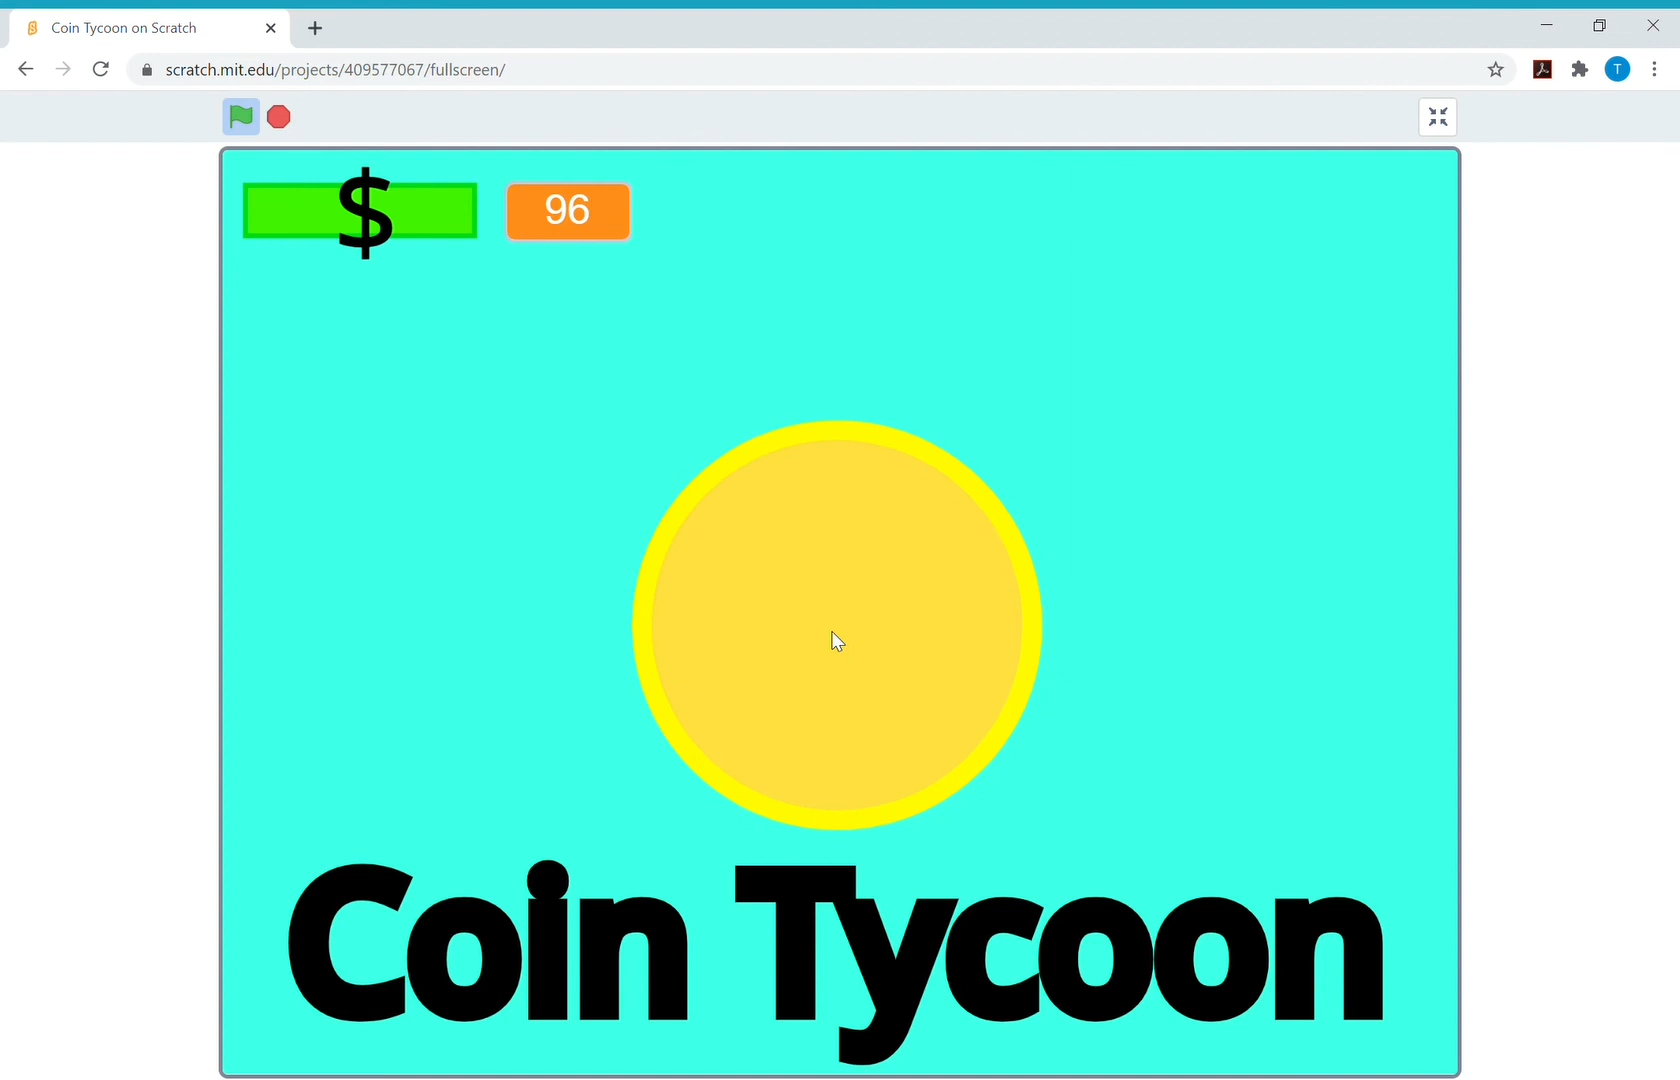 Coin Tycoon on Scratch
scratch.mit.edu/projects/409577067/fullscreen/
T
$
96
Coin Tycoon